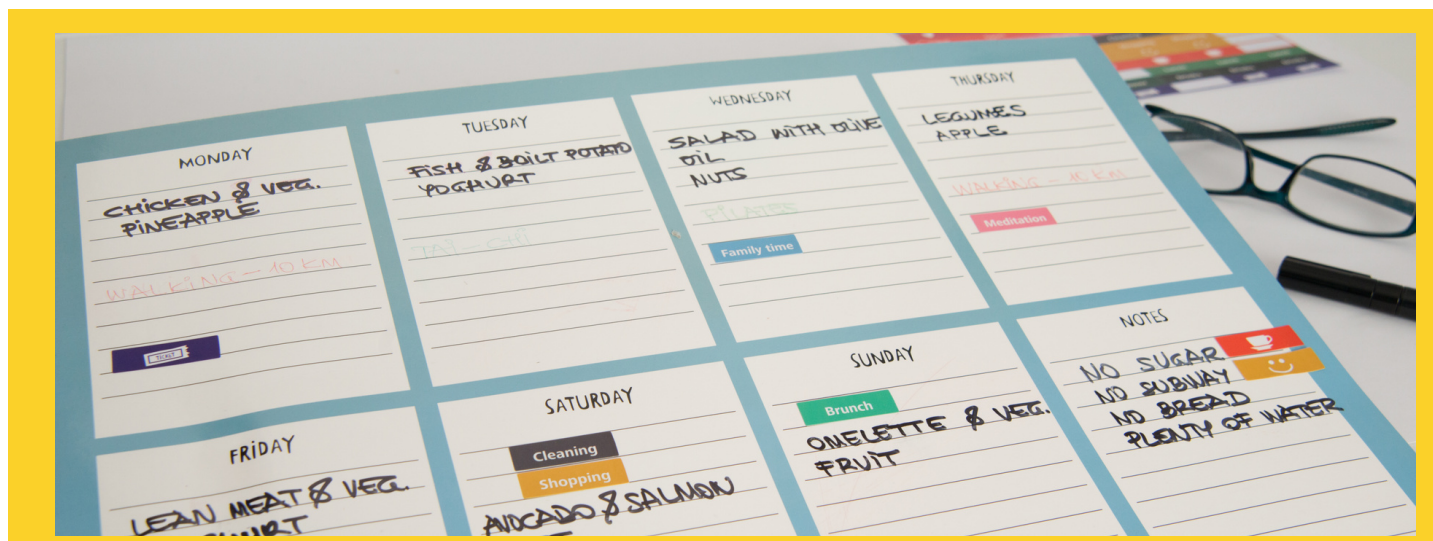 MONDAY
CHICKEN & VEG.
PINEAPPLE
WALKING - 10 KM
TICKET
TUESDAY
FISH & BOILT POTATO
YOGHURT
TAI-CHI
WEDNESDAY
SALAD WITH OLIVE
OIL
NUTS
PILATES
Family time
THURSDAY
LEGUMES
APPLE
WALKING - 10 Km
Meditation
FRIDAY
LEAN MEAT & VEG.
SATURDAY
Cleaning
Shopping
AVOCADO & SALMON
SUNDAY
Brunch
OMELETTE & VEG.
FRUIT
NOTES
NO SUGAR
NO SUBWAY
NO BREAD
PLENTY OF WATER